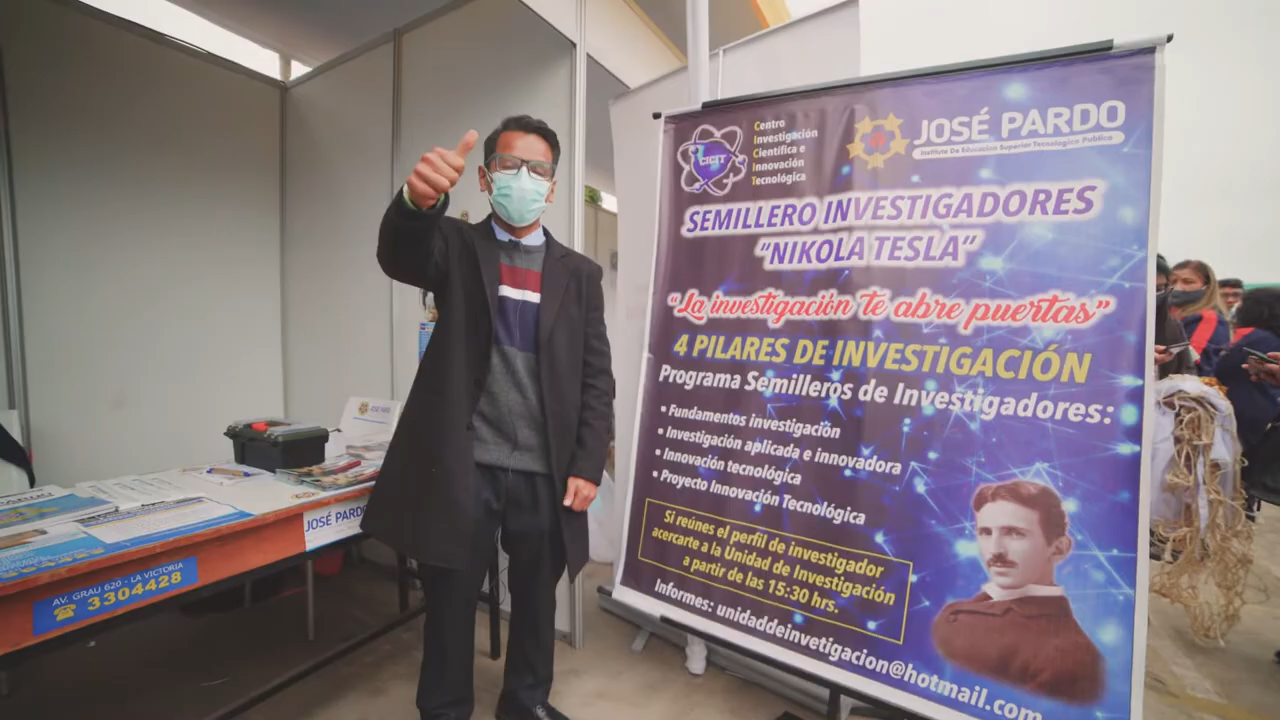 CICIT
Centro
Investigación
Científica e
Innovación
Tecnológica
JOSÉ PARDO
Instituto De Educación Superior Tecnológico Público
SEMILLERO INVESTIGADORES
“NIKOLA TESLA”
“La investigación te abre puertas”
4 PILARES DE INVESTIGACIÓN
Programa Semilleros de Investigadores:
• Fundamentos investigación
• Investigación aplicada e innovadora
• Innovación tecnológica
• Proyecto Innovación Tecnológica
Si reúnes el perfil de investigador
acercarte a la Unidad de Investigación
a partir de las 15:30 hrs.
Informes: unidaddeinvetigacion@hotmail.com
JOSÉ PARDO
AV. GRAU 620 - LA VICTORIA
3304428